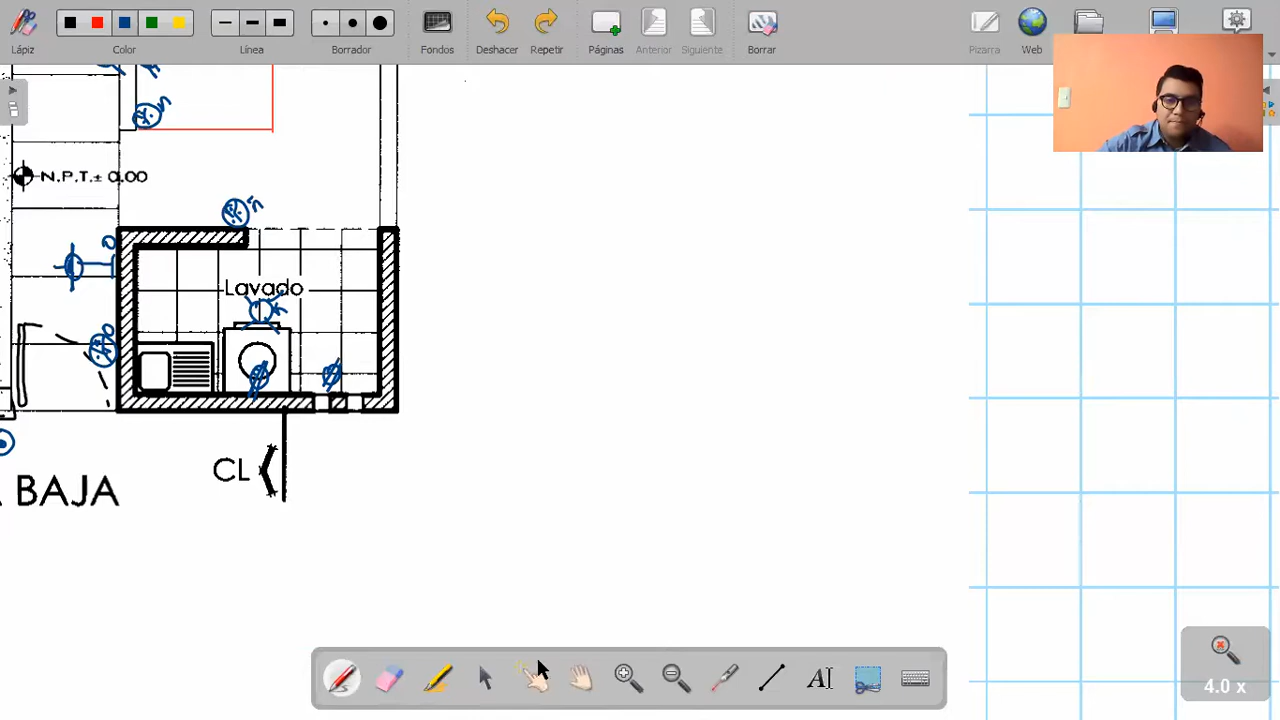 Lápiz
Color
Línea
Borrador
Fondos
Deshacer
Repetir
Páginas
Anterior
Siguiente
Borrar
Pizarra
Web
N.P.T.± 0.00
Lavado
CL
BAJA
4.0 x